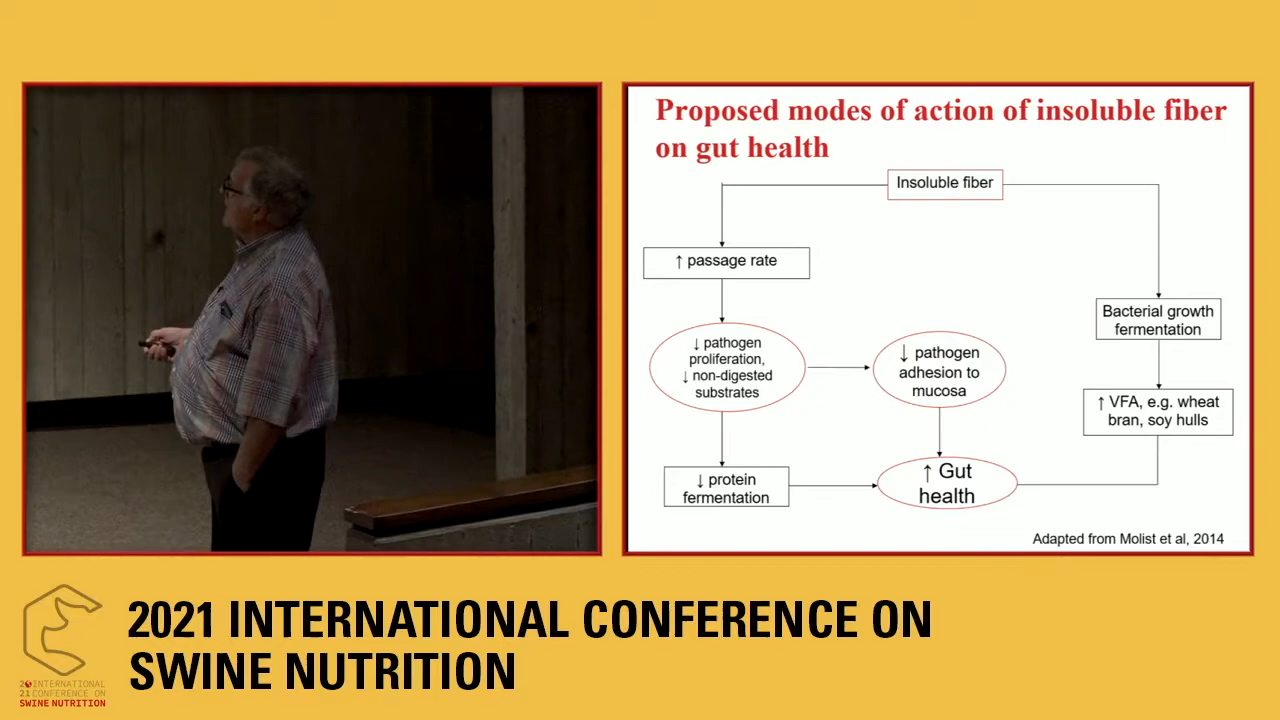 Proposed modes of action of insoluble fiber
on gut health
Insoluble fiber
↑ passage rate
↓ pathogen
proliferation,
↓ non-digested
substrates
↓ pathogen
adhesion to
mucosa
Bacterial growth
fermentation
↑ VFA, e.g. wheat
bran, soy hulls
↓ protein
fermentation
↑ Gut
health
Adapted from Molist et al, 2014
2021 INTERNATIONAL CONFERENCE ON
SWINE NUTRITION
20 INTERNATIONAL
21 CONFERENCE ON
SWINE NUTRITION